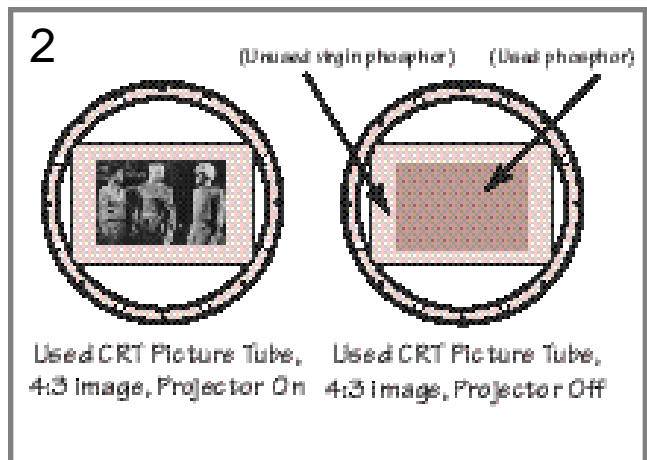 2
(Unused virgin phosphor) (Used phosphor)
Used CRT Picture Tube,
4:3 image, Projector On
Used CRT Picture Tube,
4:3 image, Projector Off